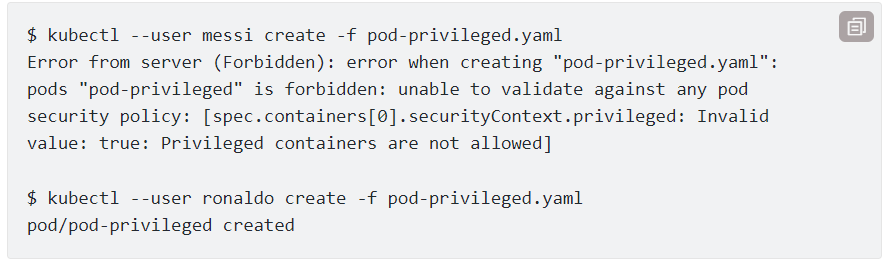 $ kubectl --user messi create -f pod-privileged.yaml
Error from server (Forbidden): error when creating "pod-privileged.yaml":
pods "pod-privileged" is forbidden: unable to validate against any pod
security policy: [spec.containers[0].securityContext.privileged: Invalid
value: true: Privileged containers are not allowed]

$ kubectl --user ronaldo create -f pod-privileged.yaml
pod/pod-privileged created